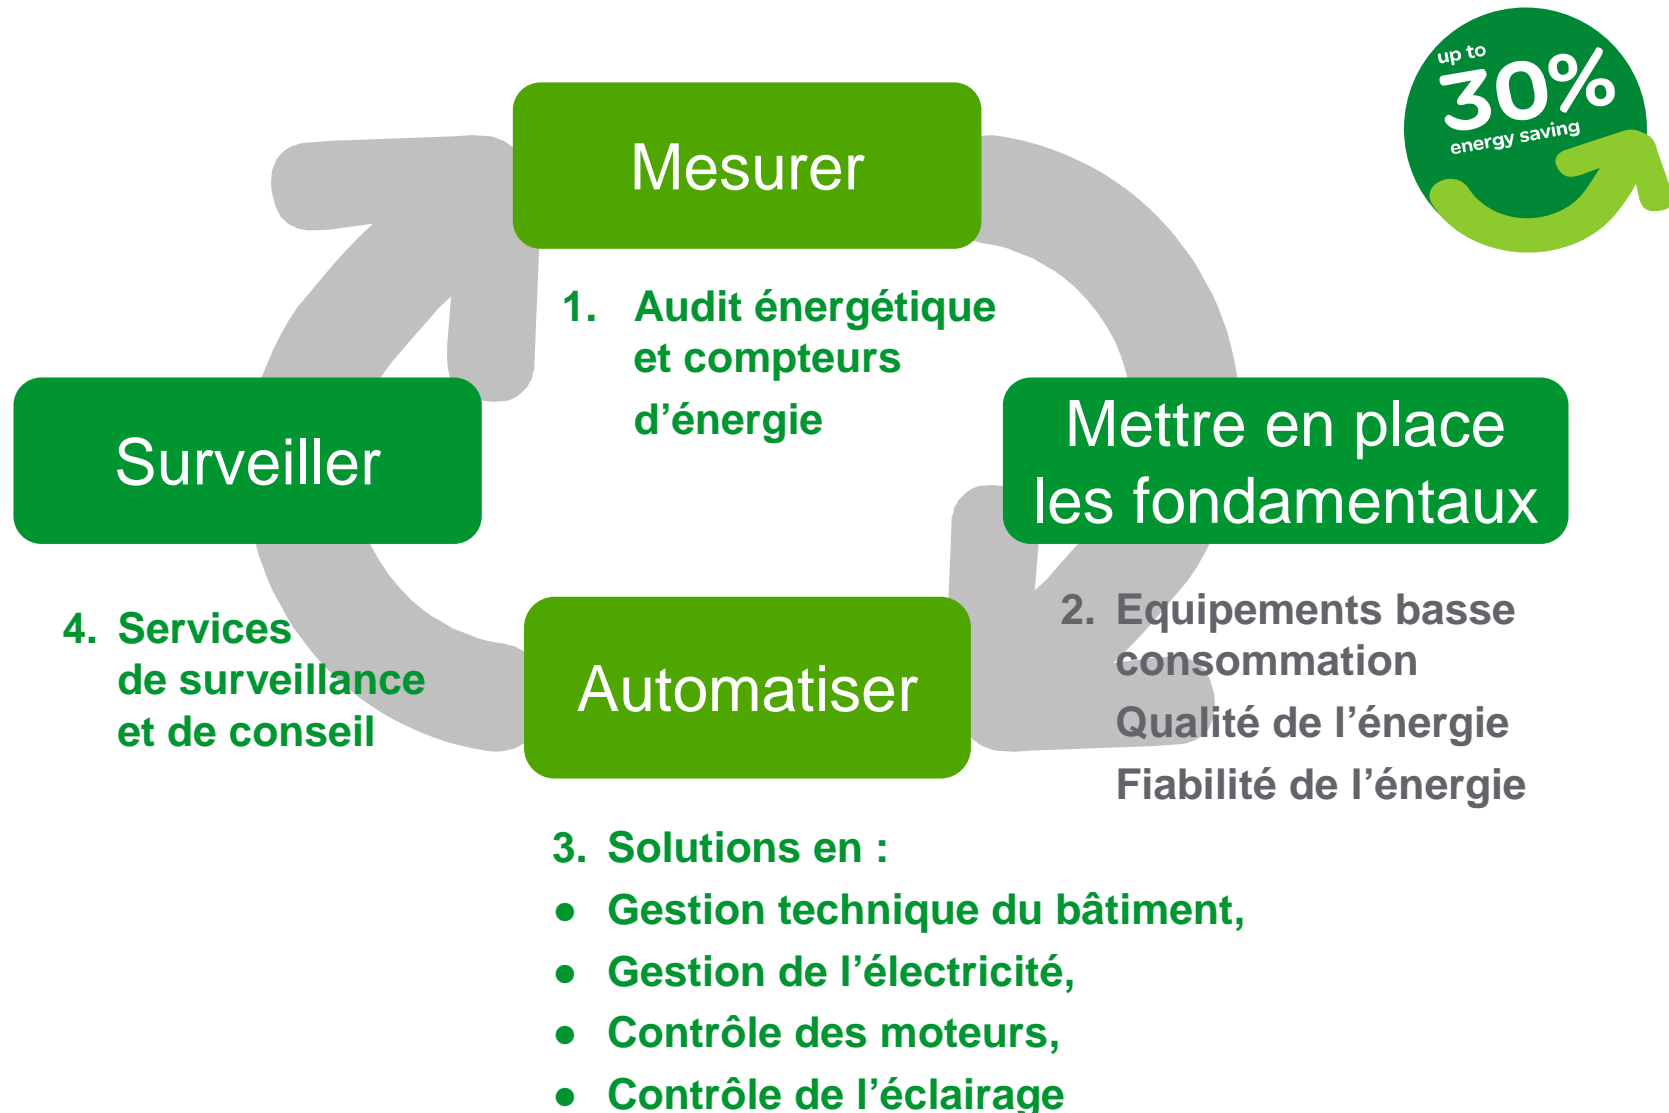 up to
30%
energy saving
Mesurer
1. Audit énergétique
et compteurs
d’énergie
Mettre en place
les fondamentaux
2. Equipements basse
consommation
Qualité de l’énergie
Fiabilité de l’énergie
Automatiser
3. Solutions en :
● Gestion technique du bâtiment,
● Gestion de l’électricité,
● Contrôle des moteurs,
● Contrôle de l’éclairage
Surveiller
4. Services
de surveillance
et de conseil